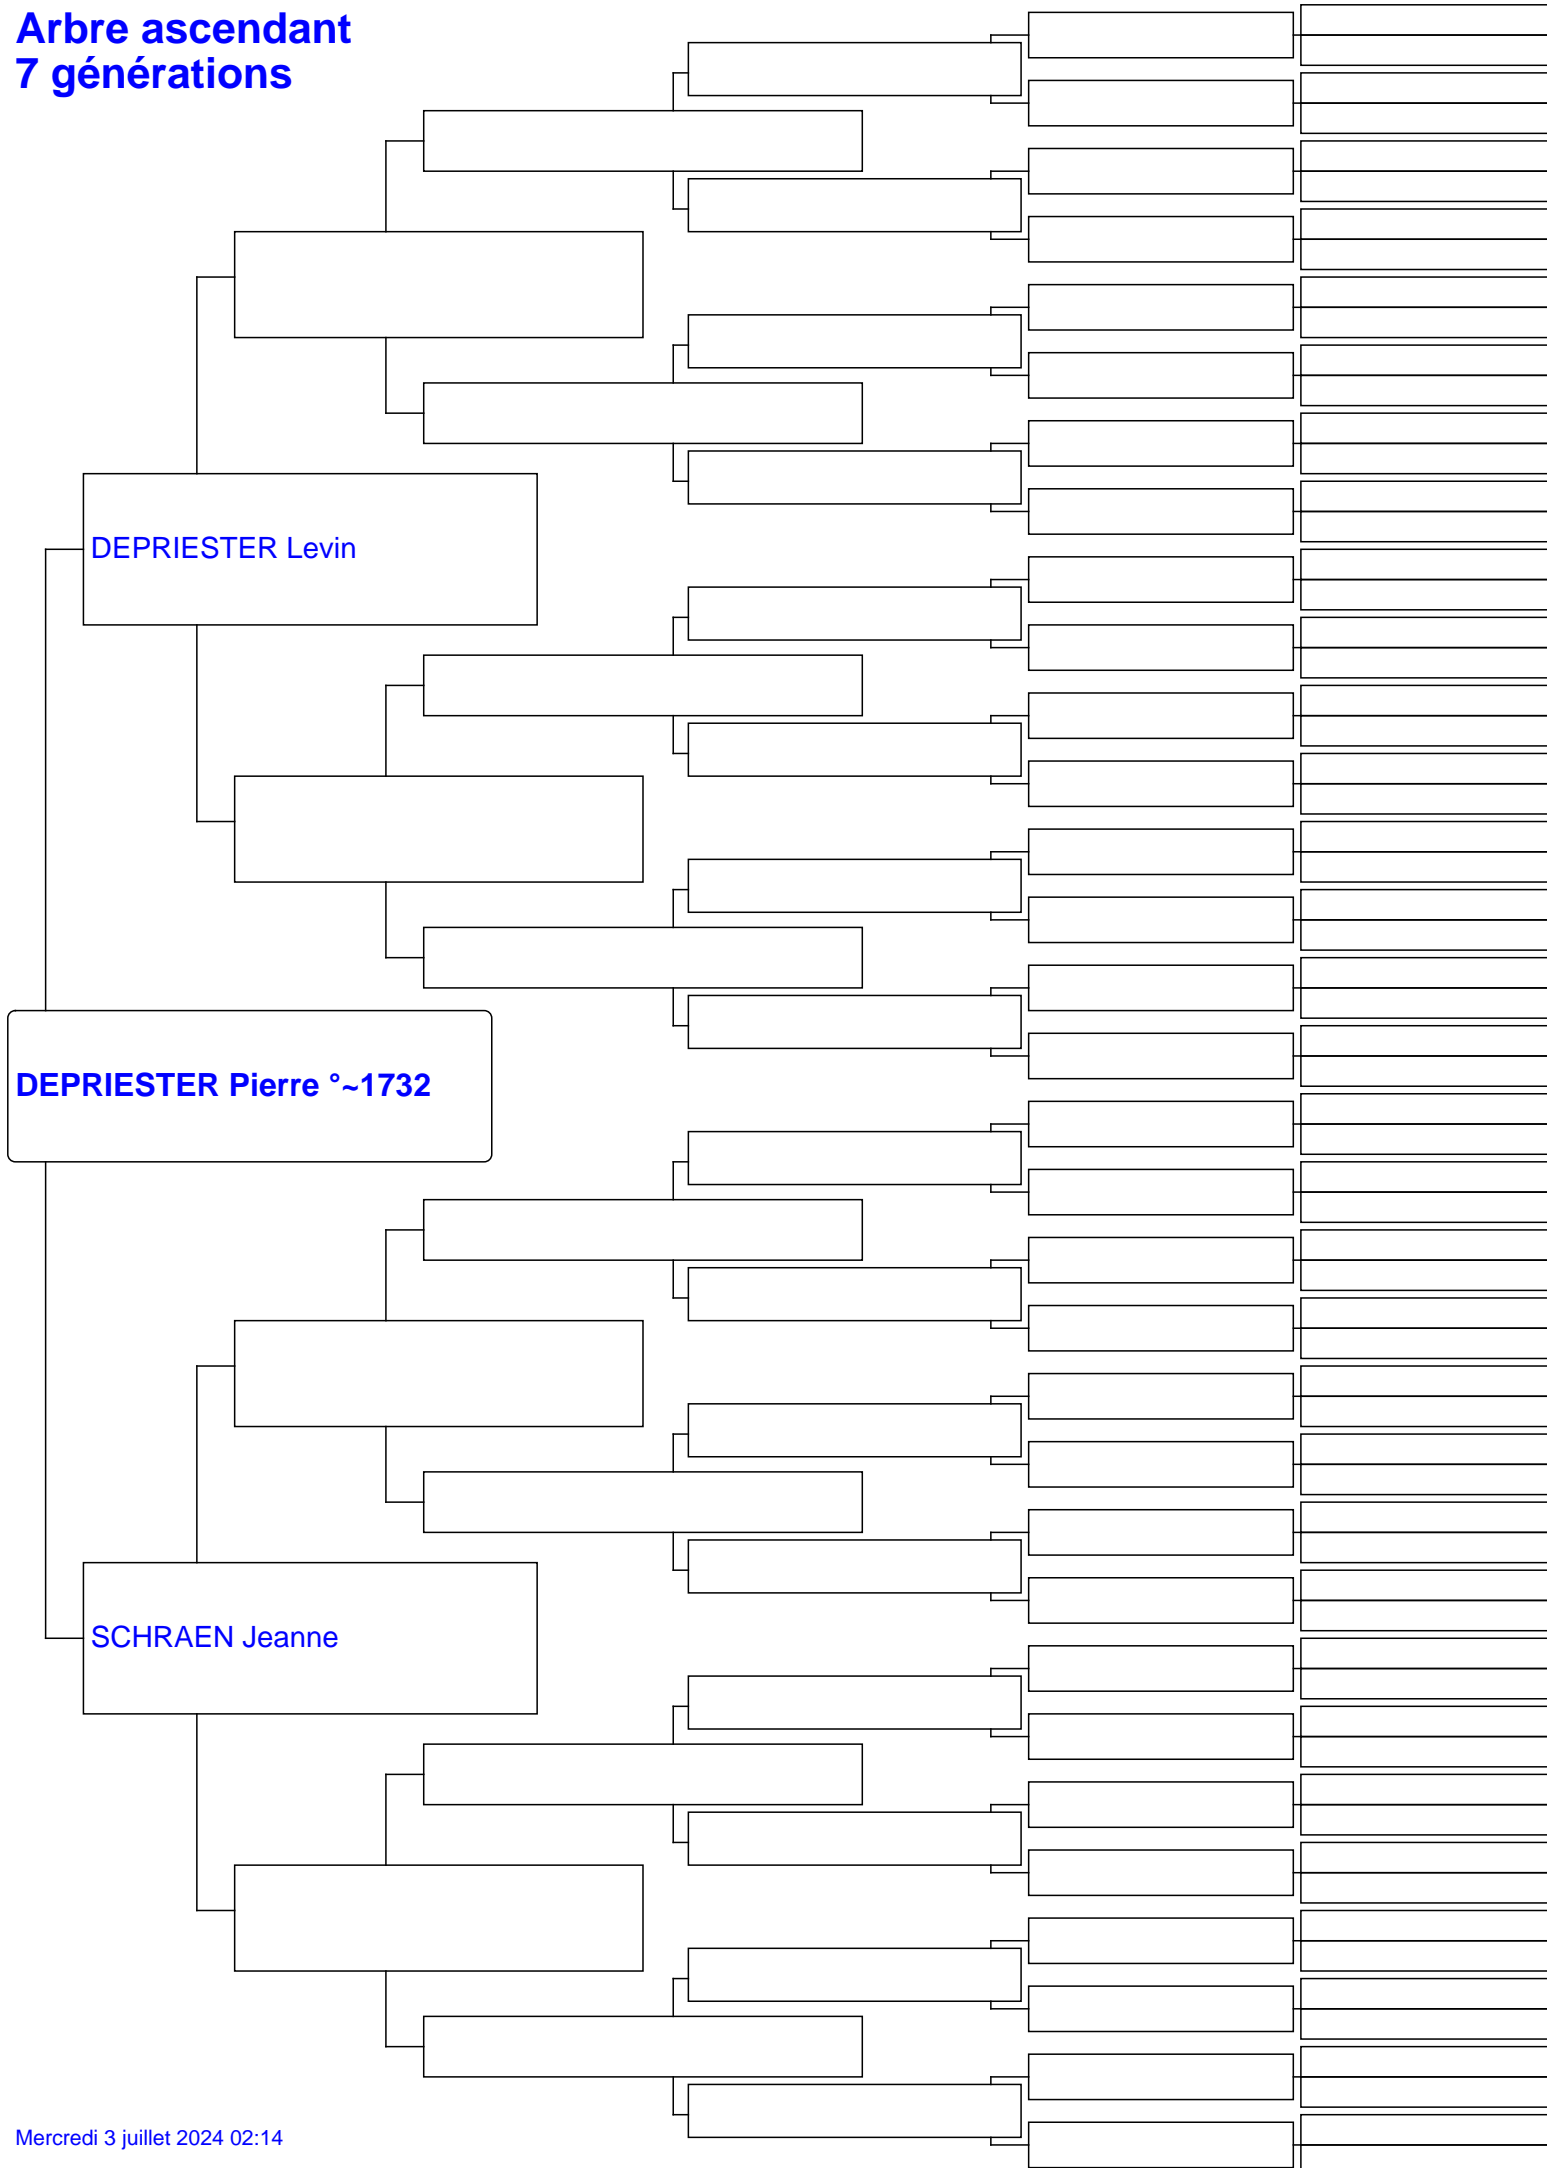 Arbre ascendant
7 générations
DEPRIESTER Levin
DEPRIESTER Pierre °~1732
SCHRAEN Jeanne
Mercredi 3 juillet 2024 02:14